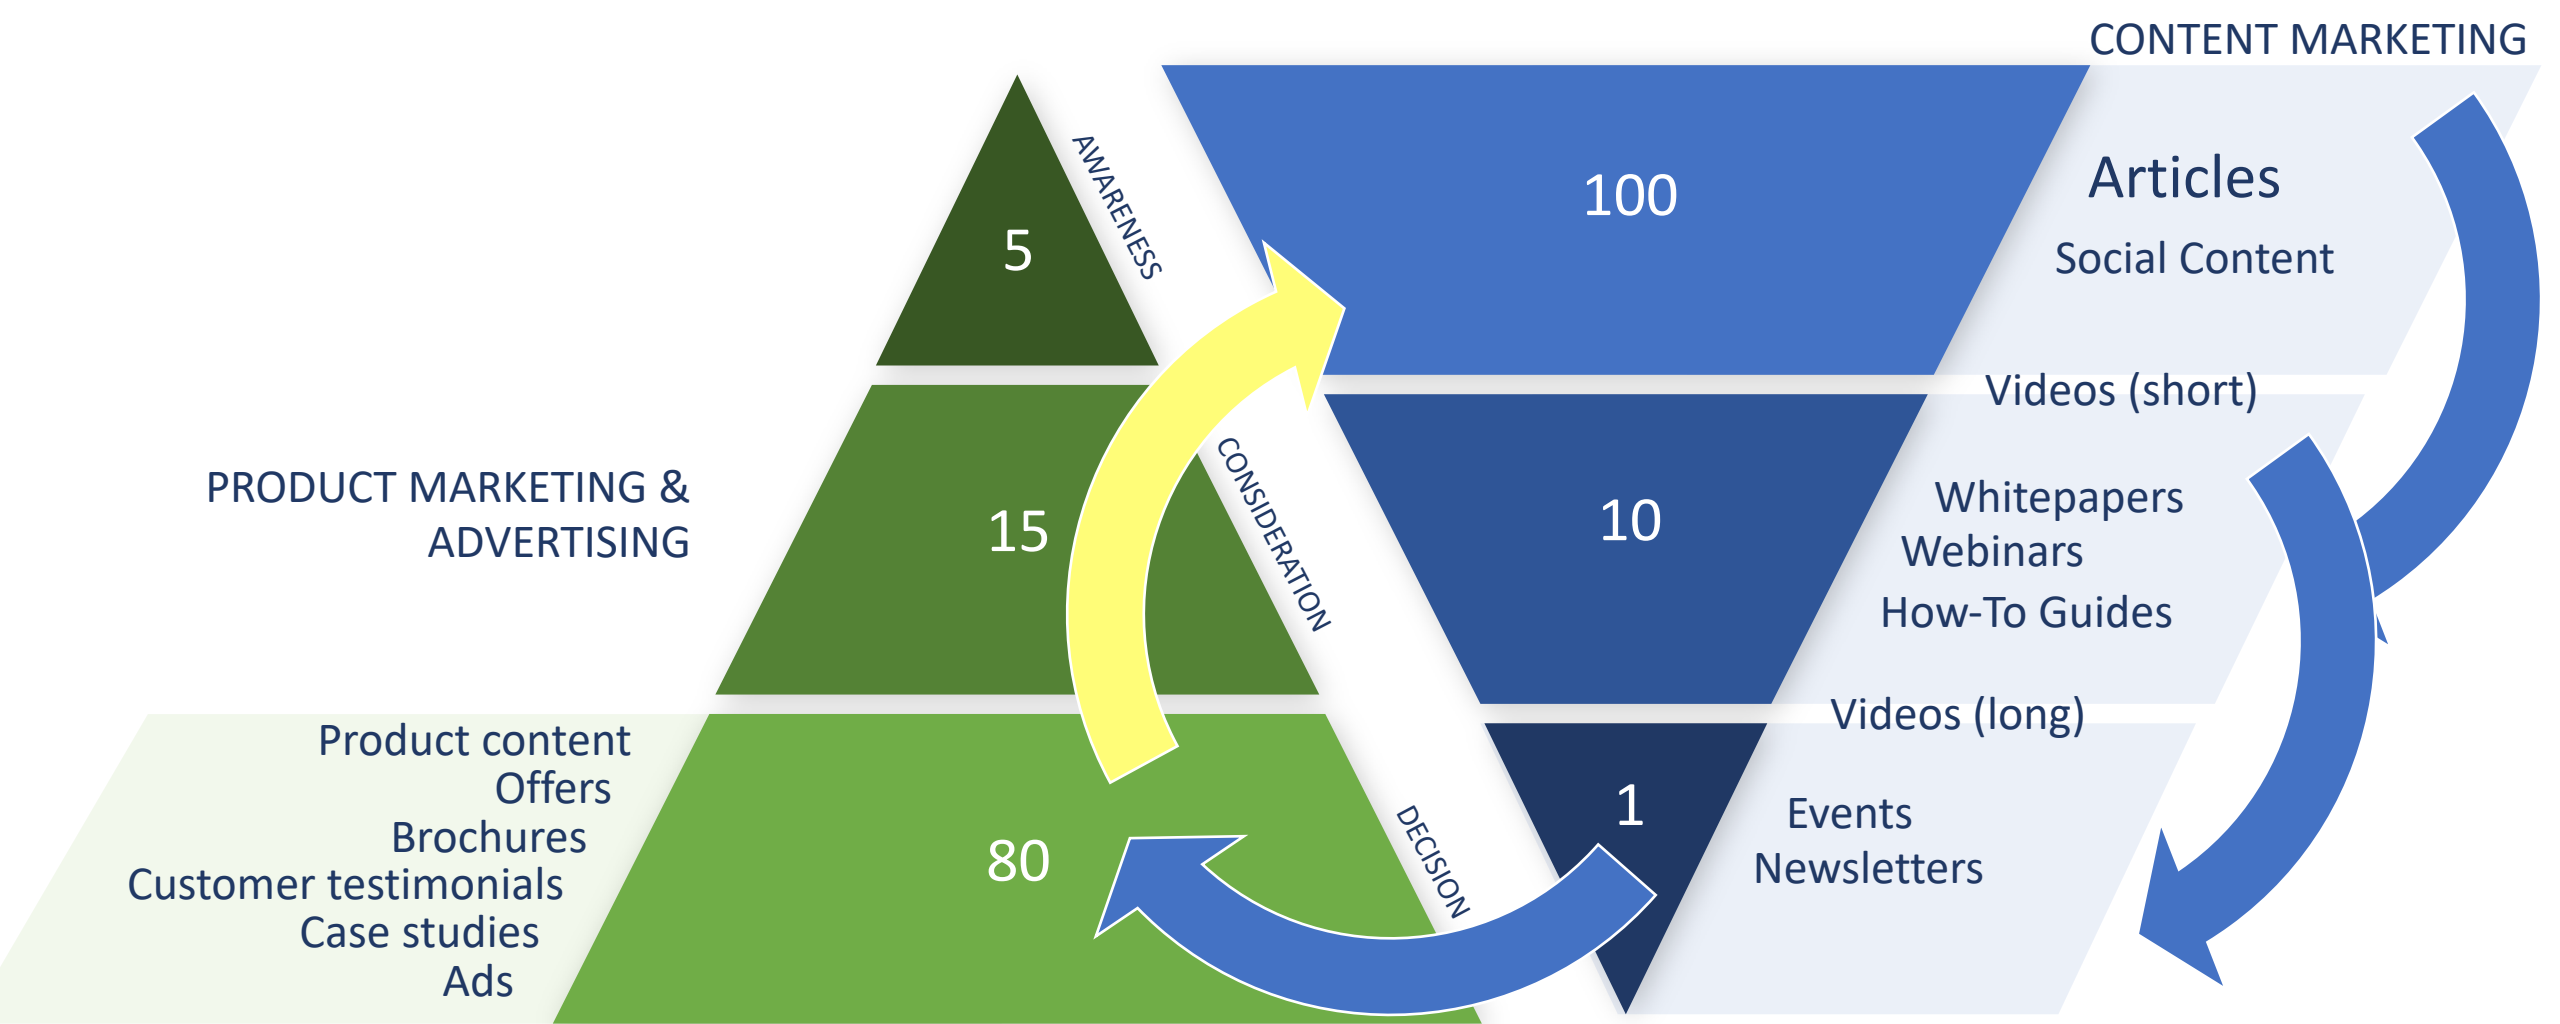 CONTENT MARKETING
AWARENESS
5
100
Articles
Social Content
Videos (short)
PRODUCT MARKETING &
ADVERTISING
15
CONSIDERATION
10
Whitepapers
Webinars
How-To Guides
Videos (long)
Product content
Offers
Brochures
Customer testimonials
Case studies
Ads
80
DECISION
1
Events
Newsletters